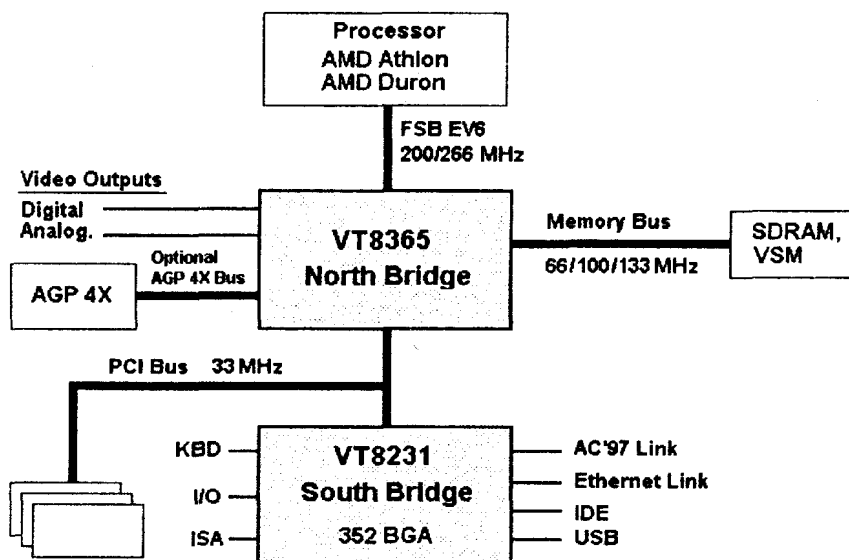 Processor
AMD Athlon
AMD Duron
FSB EV6
200/266 MHz
Video Outputs
Digital
Analog.
Optional
AGP 4X Bus
AGP 4X
VT8365
North Bridge
Memory Bus
66/100/133 MHz
SDRAM,
VSM
PCI Bus 33 MHz
KBD
I/O
ISA
VT8231
South Bridge
352 BGA
AC'97 Link
Ethernet Link
IDE
USB